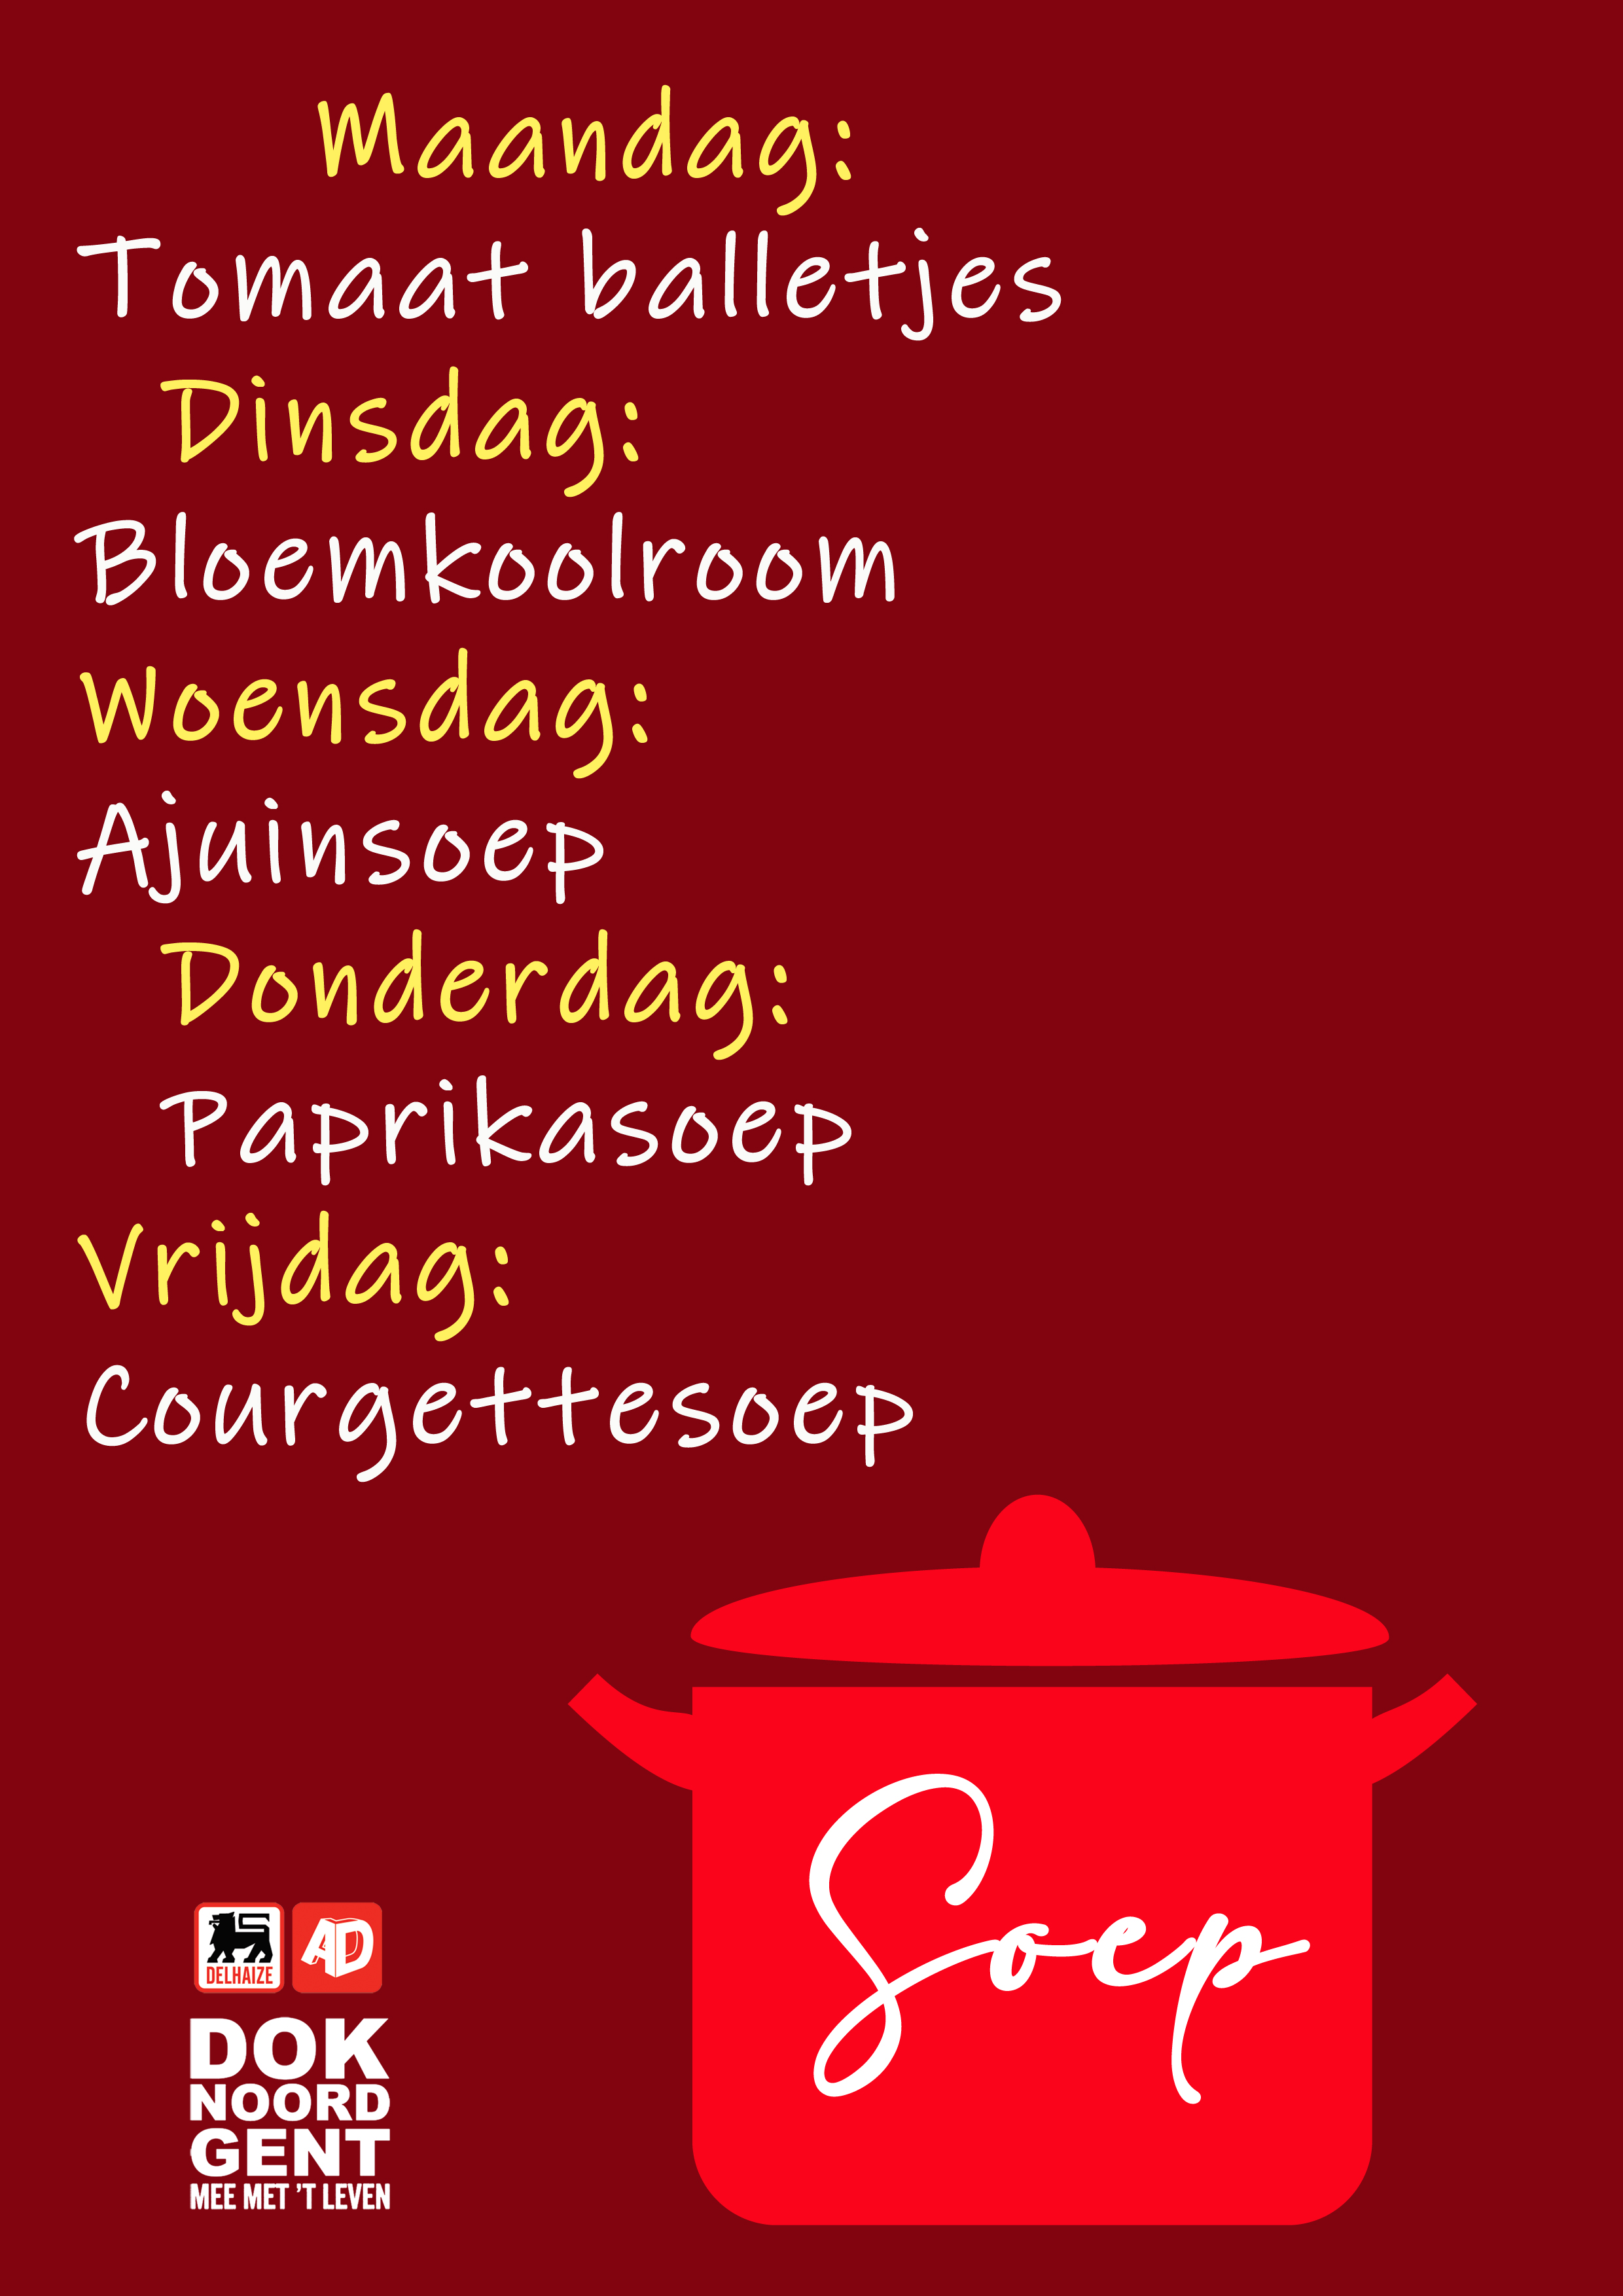 Maandag:
Tomaat balletjes
Dinsdag:
Bloemkoolroom
Woensdag:
Ajuinsoep
Donderdag:
Paprikasoep
Vrijdag:
Courgettesoep
Soep
DELHAIZE AD
DOK
NOORD
GENT
MEE MET 'T LEVEN